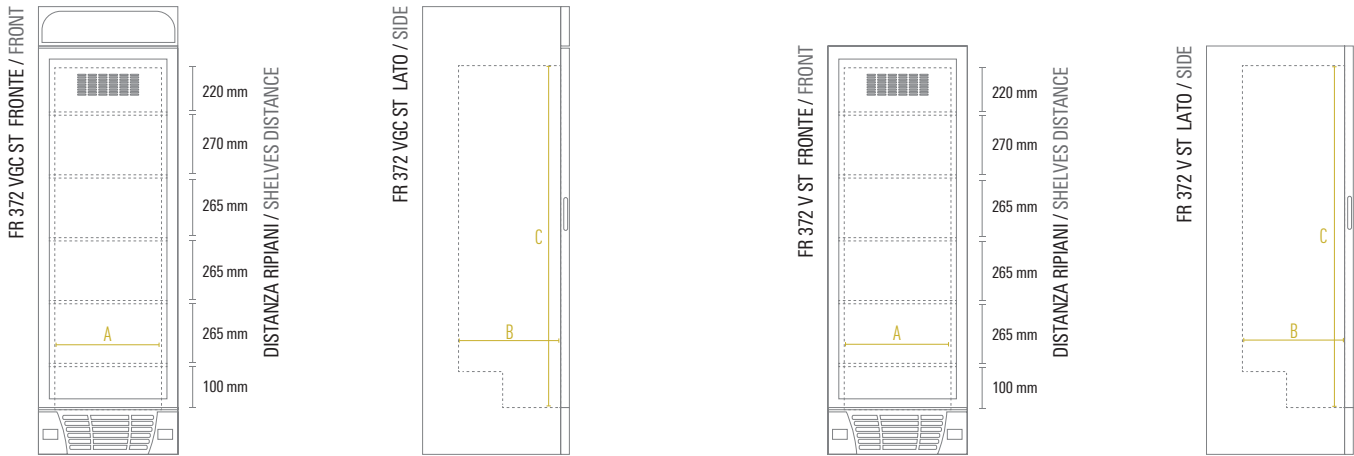 FR 372 VGC ST FRONTE / FRONT
220 mm
270 mm
265 mm
265 mm
265 mm
100 mm
A
DISTANZA RIPIANI / SHELVES DISTANCE
FR 372 VGC ST LATO / SIDE
C
B
FR 372 V ST FRONTE / FRONT
220 mm
270 mm
265 mm
265 mm
265 mm
100 mm
A
DISTANZA RIPIANI / SHELVES DISTANCE
FR 372 V ST LATO / SIDE
C
B